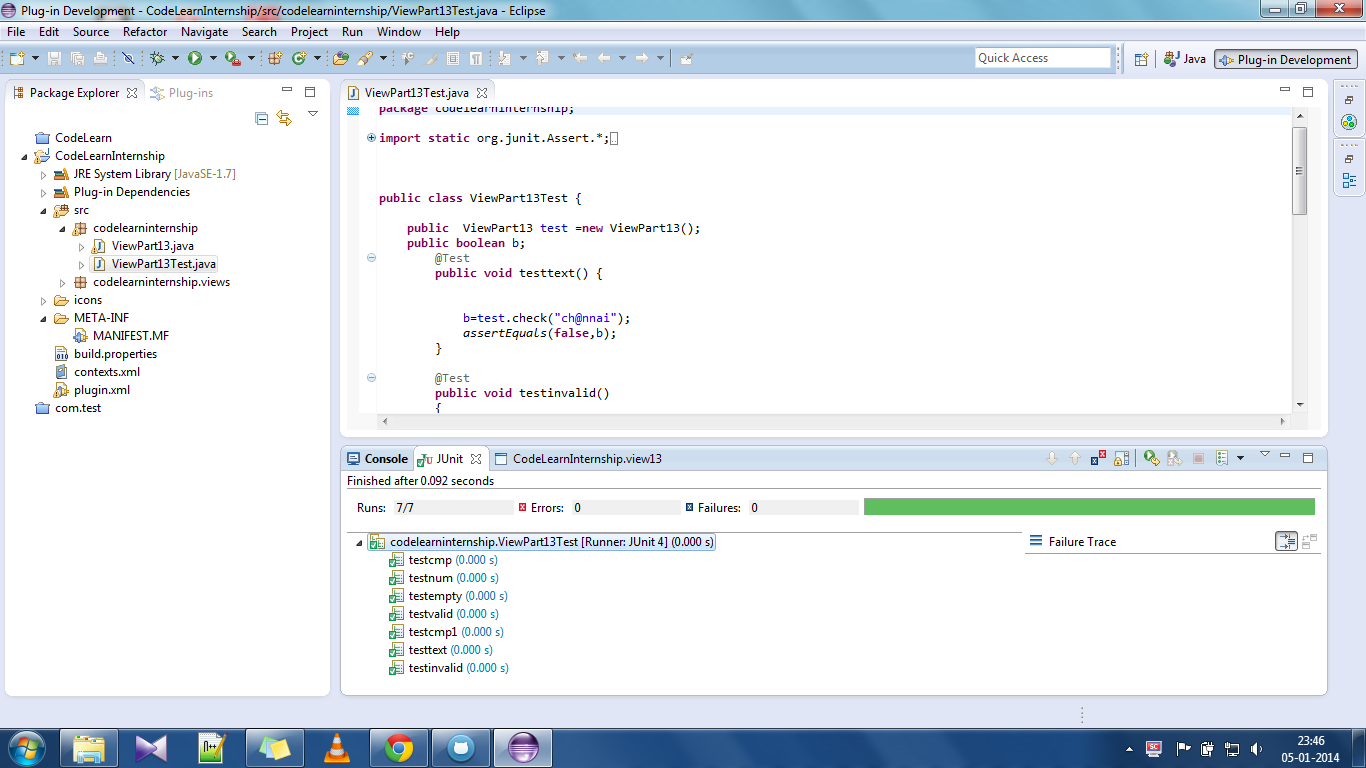 Plug-in Development - CodeLearnInternship/src/codelearninternship/ViewPart13Test.java - Eclipse
File Edit Source Refactor Navigate Search Project Run Window Help
Quick Access
Java
Plug-in Development
Package Explorer
Plug-ins
CodeLearn
CodeLearnInternship
JRE System Library [JavaSE-1.7]
Plug-in Dependencies
src
codelearninternship
ViewPart13.java
ViewPart13Test.java
codelearninternship.views
icons
META-INF
MANIFEST.MF
build.properties
contexts.xml
plugin.xml
com.test
ViewPart13Test.java
package codelearninternship;
import static org.junit.Assert.*;
public class ViewPart13Test {
public  ViewPart13 test =new ViewPart13();
public boolean b;
@Test
public void testtext() {
b=test.check("ch@nnai");
assertEquals(false,b);
}
@Test
public void testinvalid()
{
Console
JUnit
CodeLearnInternship.view13
Finished after 0.092 seconds
Runs: 7/7 Errors: 0 Failures: 0
codelearninternship.ViewPart13Test [Runner: JUnit 4] (0.000 s)
testcmp (0.000 s)
testnum (0.000 s)
testempty (0.000 s)
testvalid (0.000 s)
testcmp1 (0.000 s)
testtext (0.000 s)
testinvalid (0.000 s)
Failure Trace
SC
23:46
05-01-2014